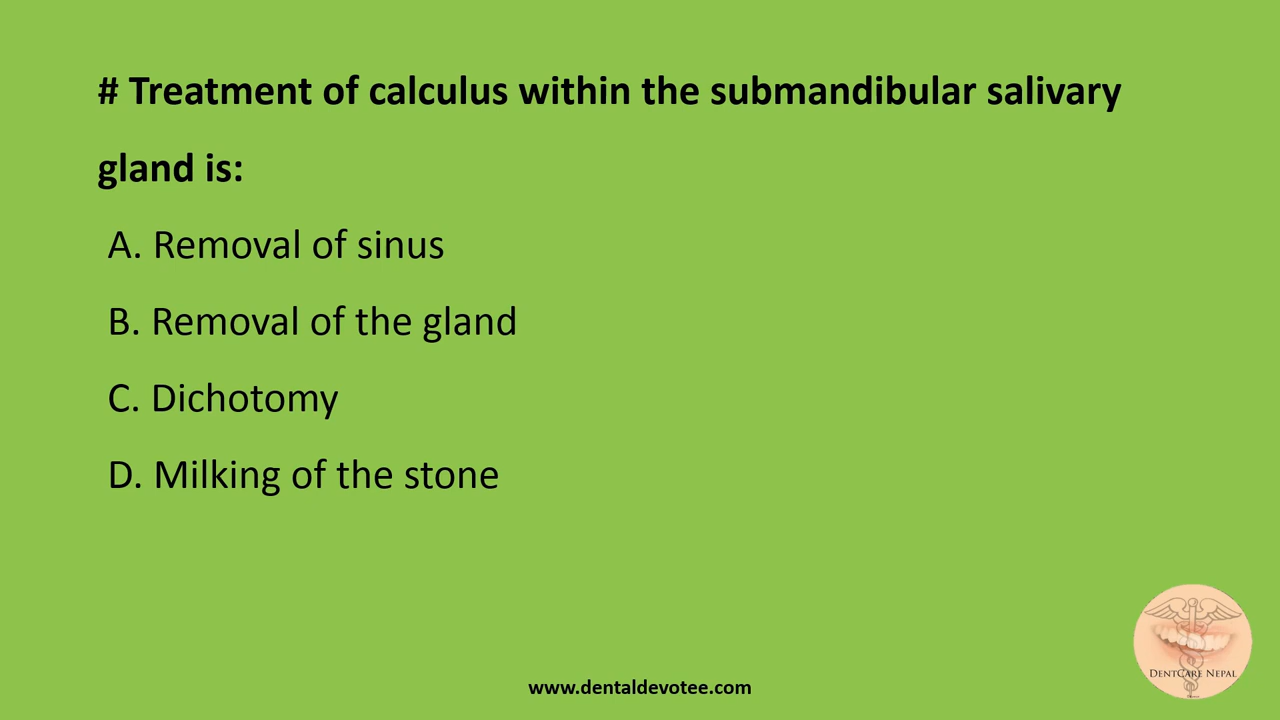 # Treatment of calculus within the submandibular salivary
gland is:
A. Removal of sinus
B. Removal of the gland
C. Dichotomy
D. Milking of the stone
DENTCARE NEPAL
www.dentaldevotee.com